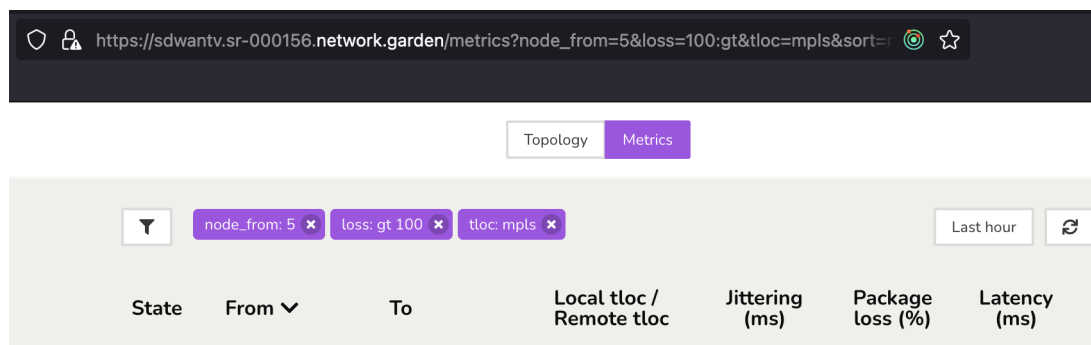 https://sdwantv.sr-000156.network.garden/metrics?node_from=5&loss=100:gt&tloc=mpls&sort=
Topology Metrics
node_from: 5 loss: gt 100 tloc: mpls Last hour
State From To Local tloc / Jittering Package Latency
Remote tloc (ms) loss (%) (ms)